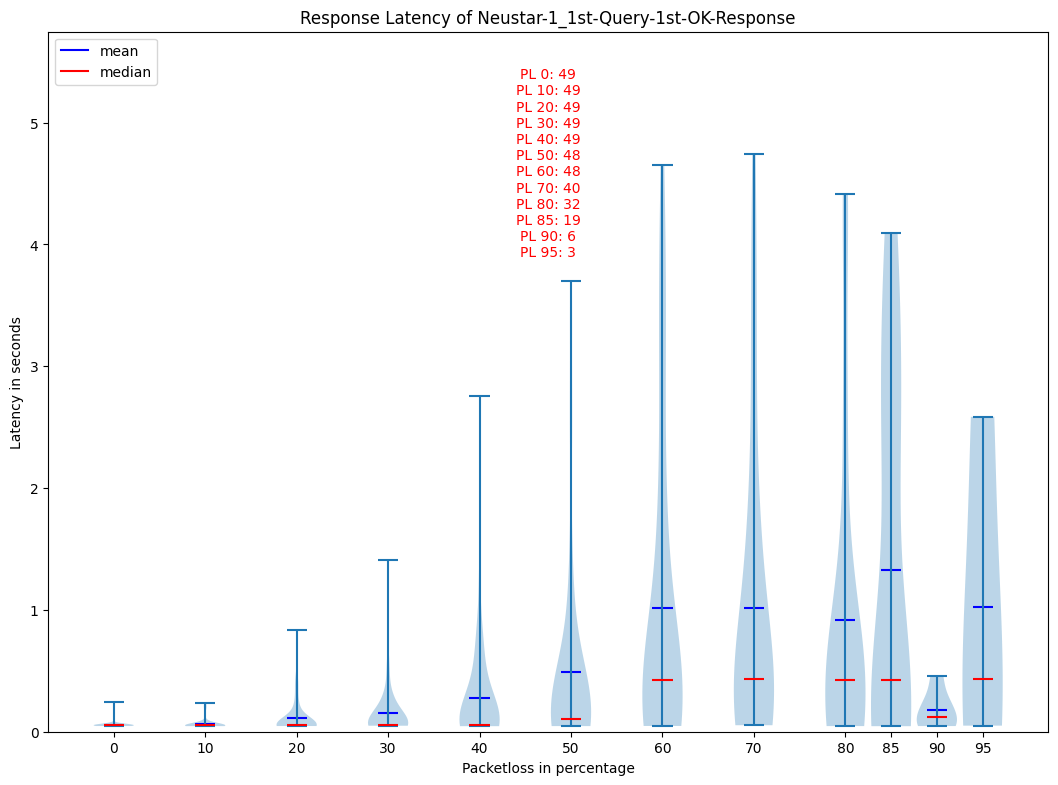 Response Latency of Neustar-1_1st-Query-1st-OK-Response
mean
median
PL 0: 49
PL 10: 49
PL 20: 49
PL 30: 49
PL 40: 49
PL 50: 48
PL 60: 48
PL 70: 40
PL 80: 32
PL 85: 19
PL 90: 6
PL 95: 3
Latency in seconds
5
4
3
2
1
0
0 10 20 30 40 50 60 70 80 85 90 95
Packetloss in percentage